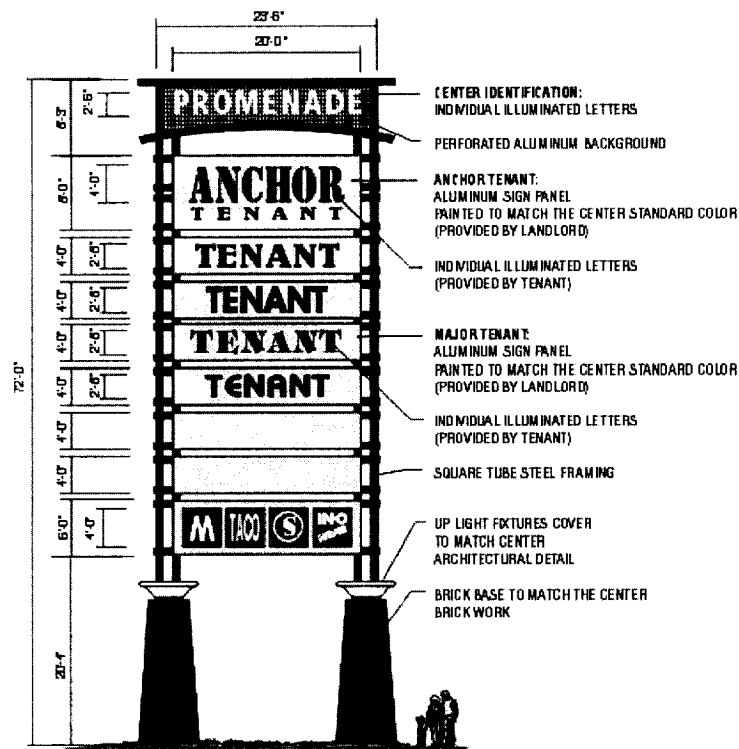 23'-6"
20'-0"
PROMENADE
2'-6"
6'-3"
72'-0"
CENTER IDENTIFICATION:
INDIVIDUAL ILLUMINATED LETTERS
PERFORATED ALUMINUM BACKGROUND
ANCHOR
TENANT
4'-0"
ANCHOR TENANT:
ALUMINUM SIGN PANEL
PAINTED TO MATCH THE CENTER STANDARD COLOR
(PROVIDED BY LANDLORD)
TENANT
4'-0"
2'-6"
INDIVIDUAL ILLUMINATED LETTERS
(PROVIDED BY TENANT)
TENANT
4'-0"
2'-6"
TENANT
4'-0"
2'-6"
MAJOR TENANT:
ALUMINUM SIGN PANEL
PAINTED TO MATCH THE CENTER STANDARD COLOR
(PROVIDED BY LANDLORD)
TENANT
4'-0"
2'-6"
INDIVIDUAL ILLUMINATED LETTERS
(PROVIDED BY TENANT)
4'-0"
4'-0"
SQUARE TUBE STEEL FRAMING
M
TACO
S
6'-0"
4'-0"
UP LIGHT FIXTURES COVER
TO MATCH CENTER
ARCHITECTURAL DETAIL
BRICK BASE TO MATCH THE CENTER
BRICK WORK
20'-4"